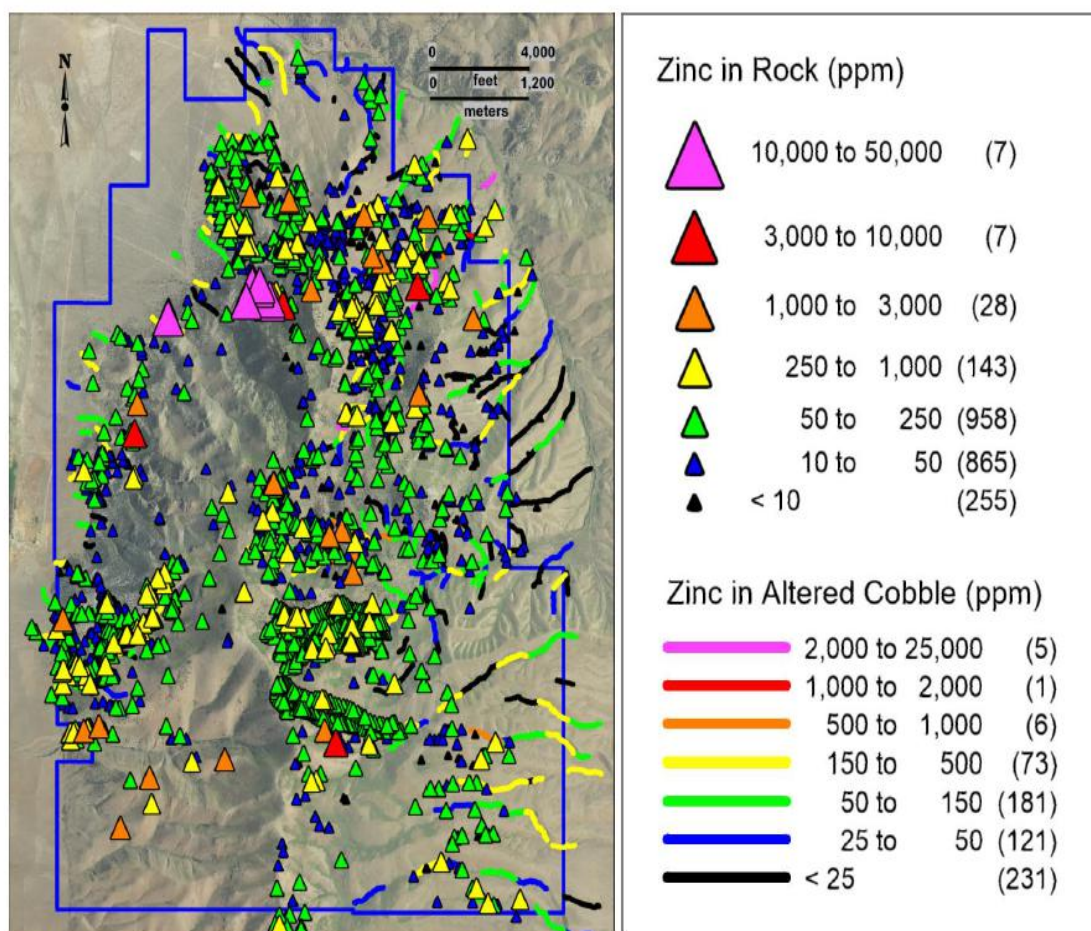 N
0 4,000
feet
0 1,200
meters
Zinc in Rock (ppm)
10,000 to 50,000 (7)
3,000 to 10,000 (7)
1,000 to 3,000 (28)
250 to 1,000 (143)
50 to 250 (958)
10 to 50 (865)
< 10 (255)
Zinc in Altered Cobble (ppm)
2,000 to 25,000 (5)
1,000 to 2,000 (1)
500 to 1,000 (6)
150 to 500 (73)
50 to 150 (181)
25 to 50 (121)
< 25 (231)